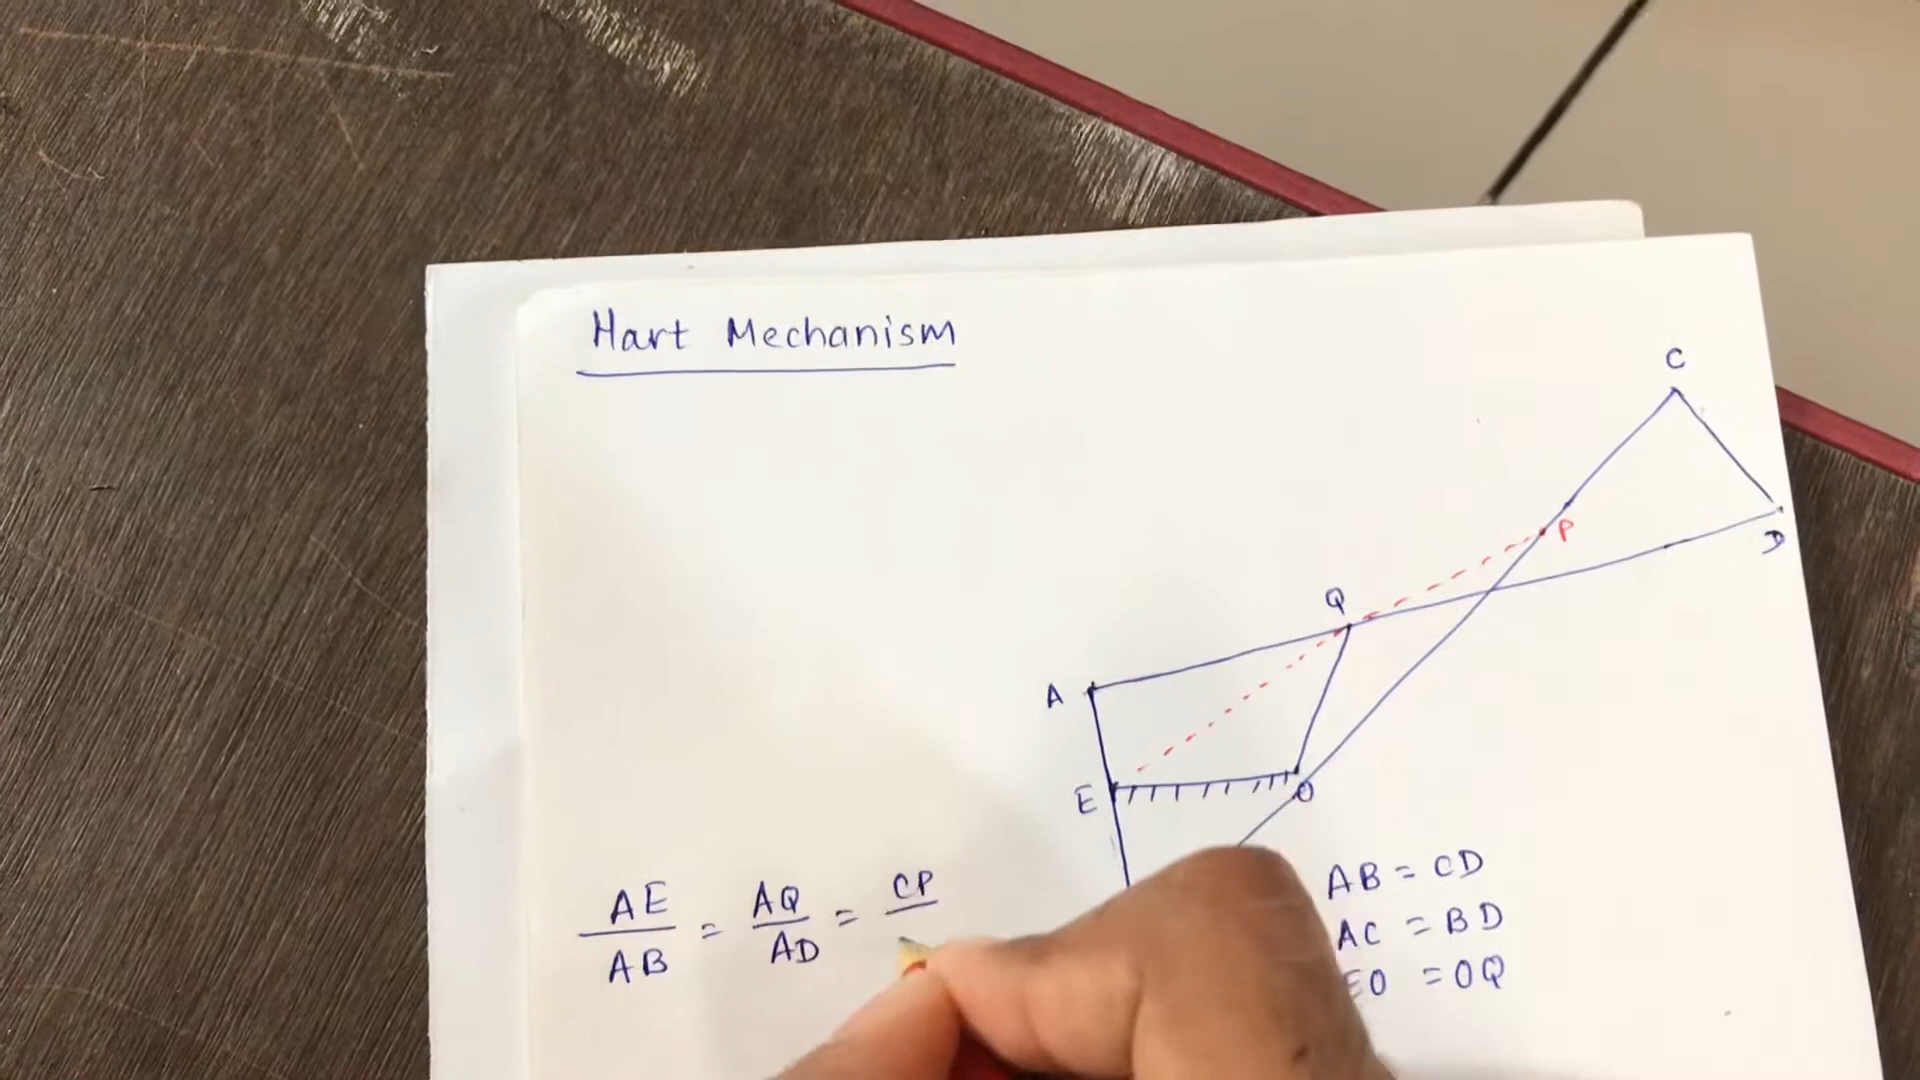 Hart Mechanism
C
P
D
Q
A
E
O
AE/AB = AQ/AD = CP
AB = CD
AC = BD
EO = OQ